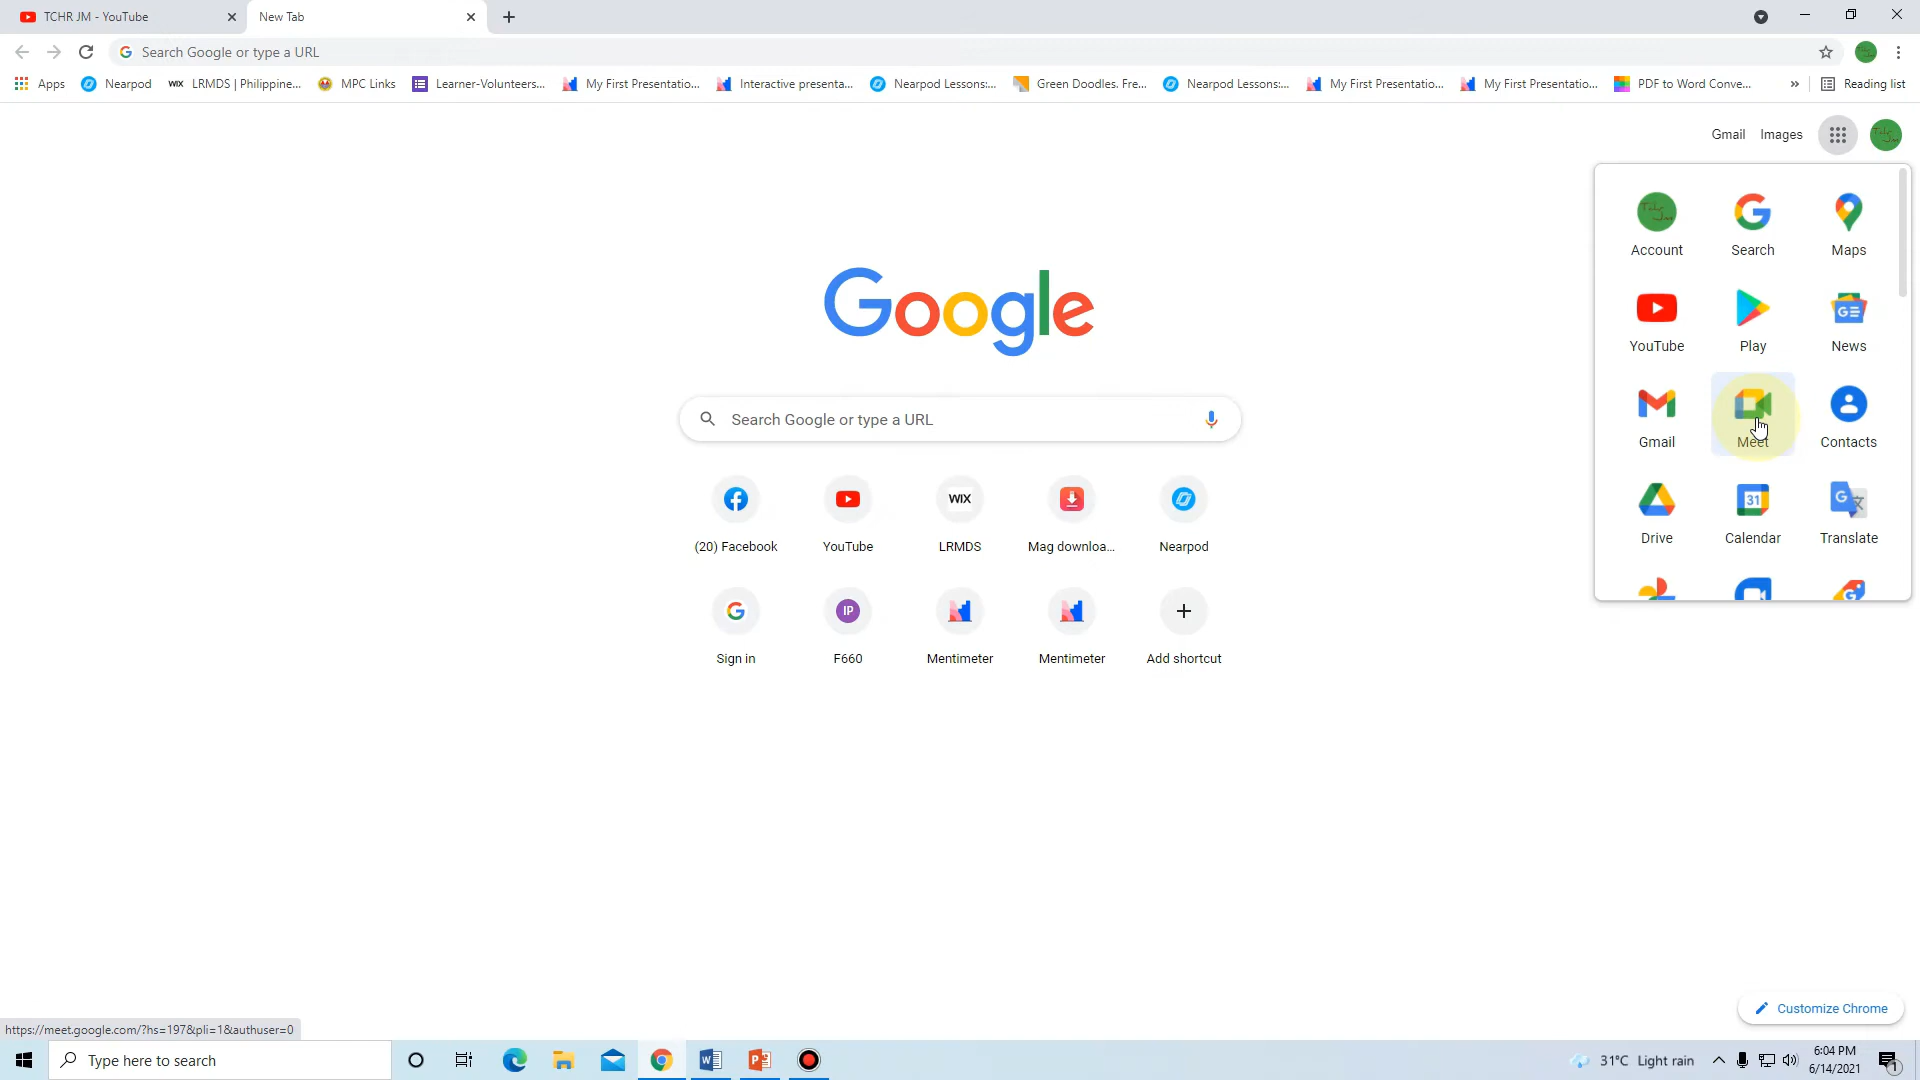 TCHR JM - YouTube
New Tab
Search Google or type a URL
Apps
Nearpod
WIX LRMDS | Philippine...
MPC Links
Learner-Volunteers...
My First Presentatio...
Interactive presenta...
Nearpod Lessons:...
Green Doodles. Fre...
Nearpod Lessons:...
My First Presentatio...
My First Presentatio...
PDF to Word Conve...
»
Reading list
Gmail Images
Account Search Maps
YouTube Play News
Gmail Meet Contacts
31
Drive Calendar Translate
Google
Search Google or type a URL
WIX
(20) Facebook YouTube LRMDS Mag downloa... Nearpod
IP
Sign in F660 Mentimeter Mentimeter Add shortcut
Customize Chrome
https://meet.google.com/?hs=197&pli=1&authuser=0
Type here to search
31°C Light rain
6:04 PM
6/14/2021
1